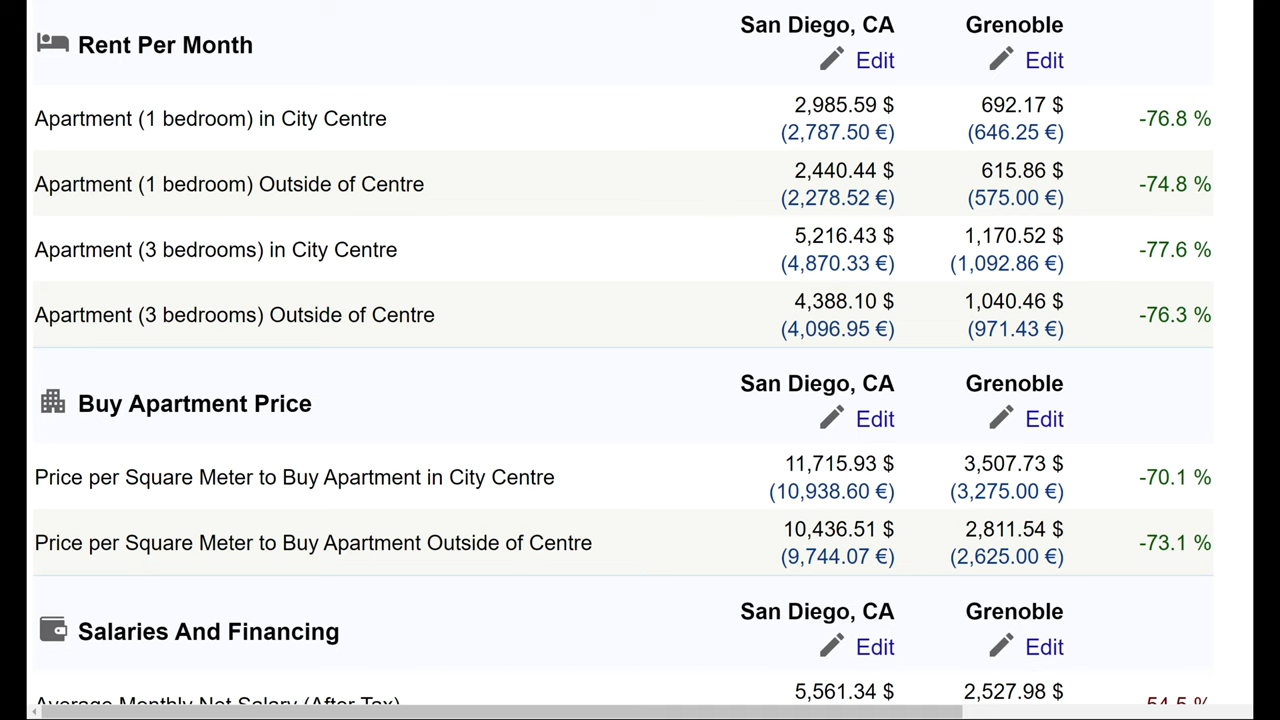 San Diego, CA Grenoble
Rent Per Month
Edit Edit
Apartment (1 bedroom) in City Centre 2,985.59 $ 692.17 $ -76.8 %
(2,787.50 €) (646.25 €)
Apartment (1 bedroom) Outside of Centre 2,440.44 $ 615.86 $ -74.8 %
(2,278.52 €) (575.00 €)
Apartment (3 bedrooms) in City Centre 5,216.43 $ 1,170.52 $ -77.6 %
(4,870.33 €) (1,092.86 €)
Apartment (3 bedrooms) Outside of Centre 4,388.10 $ 1,040.46 $ -76.3 %
(4,096.95 €) (971.43 €)
San Diego, CA Grenoble
Buy Apartment Price
Edit Edit
Price per Square Meter to Buy Apartment in City Centre 11,715.93 $ 3,507.73 $ -70.1 %
(10,938.60 €) (3,275.00 €)
Price per Square Meter to Buy Apartment Outside of Centre 10,436.51 $ 2,811.54 $ -73.1 %
(9,744.07 €) (2,625.00 €)
San Diego, CA Grenoble
Salaries And Financing
Edit Edit
Average Monthly Net Salary (After Tax) 5,561.34 $ 2,527.98 $ -54.5 %